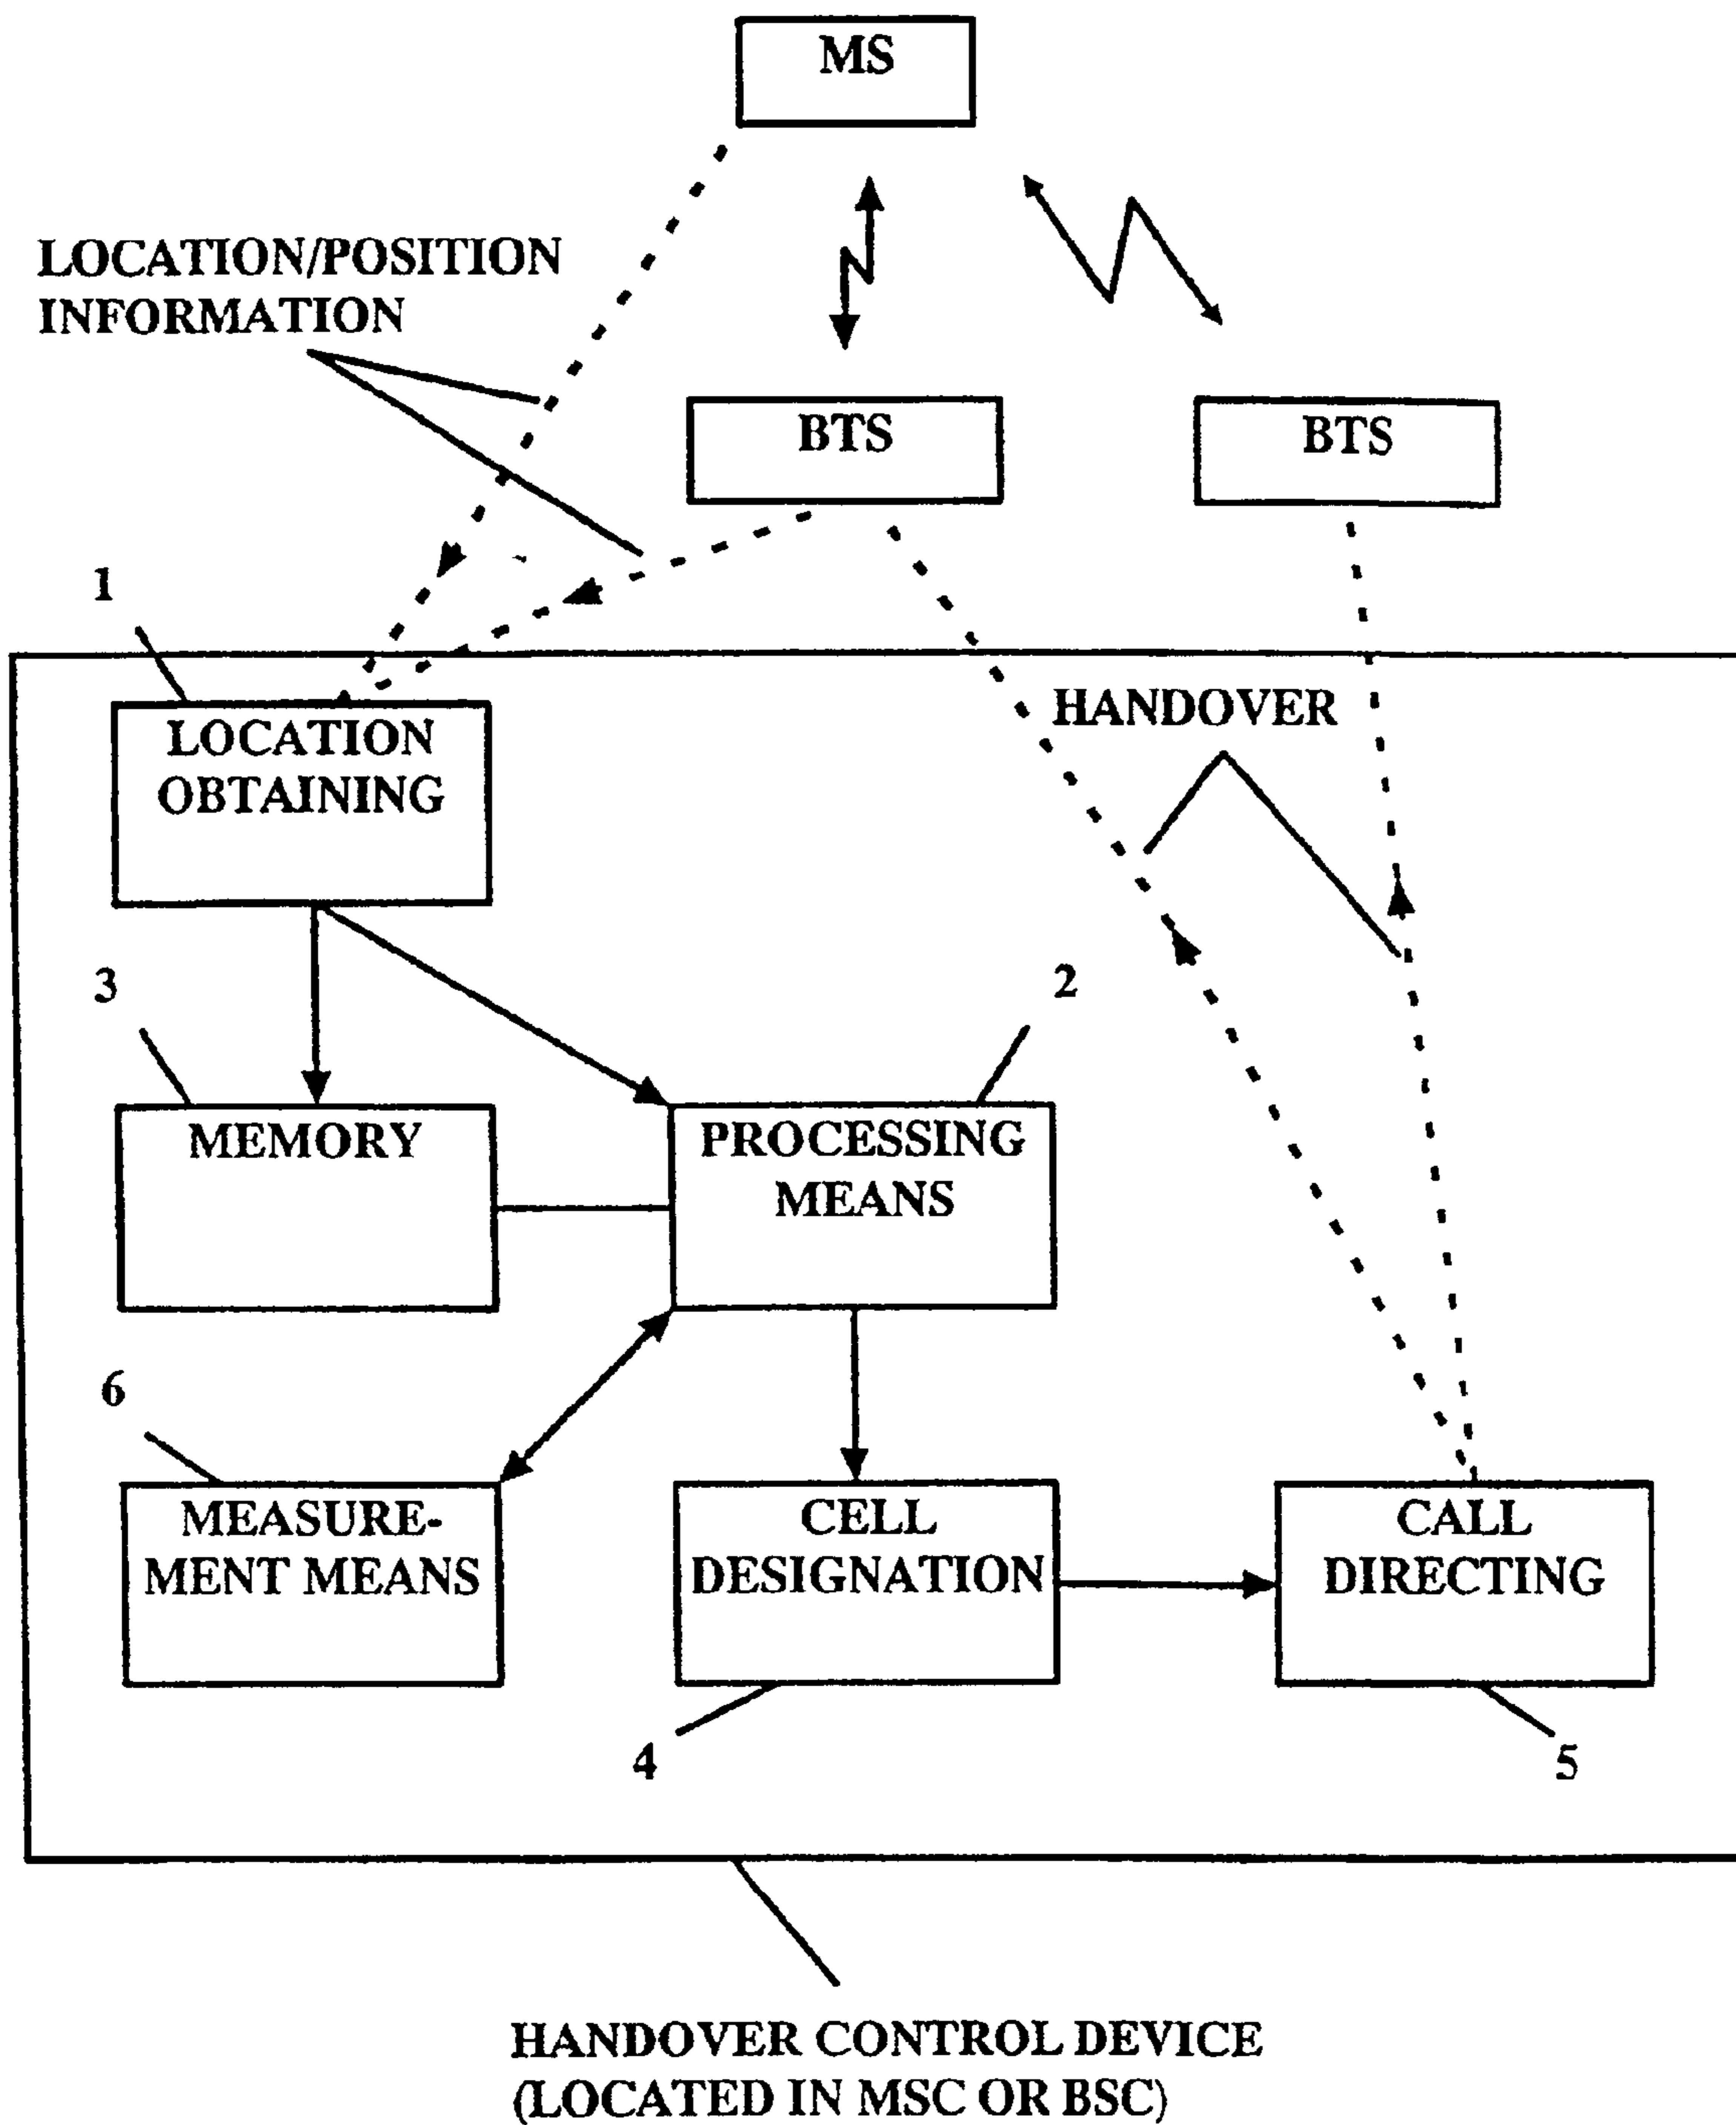 MS
LOCATION/POSITION
INFORMATION
BTS
BTS
1
LOCATION
OBTAINING
HANDOVER
3
2
MEMORY
PROCESSING
MEANS
6
MEASURE-
MENT MEANS
CELL
DESIGNATION
CALL
DIRECTING
4
5
HANDOVER CONTROL DEVICE
(LOCATED IN MSC OR BSC)